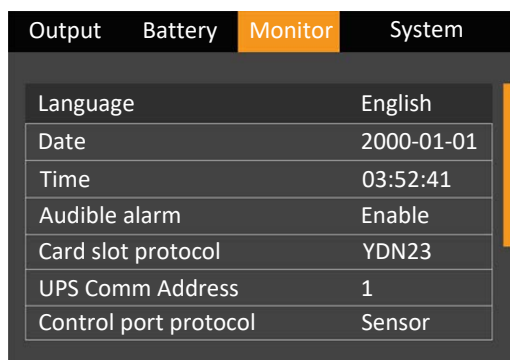 Output Battery Monitor System
Language English
Date 2000-01-01
Time 03:52:41
Audible alarm Enable
Card slot protocol YDN23
UPS Comm Address 1
Control port protocol Sensor